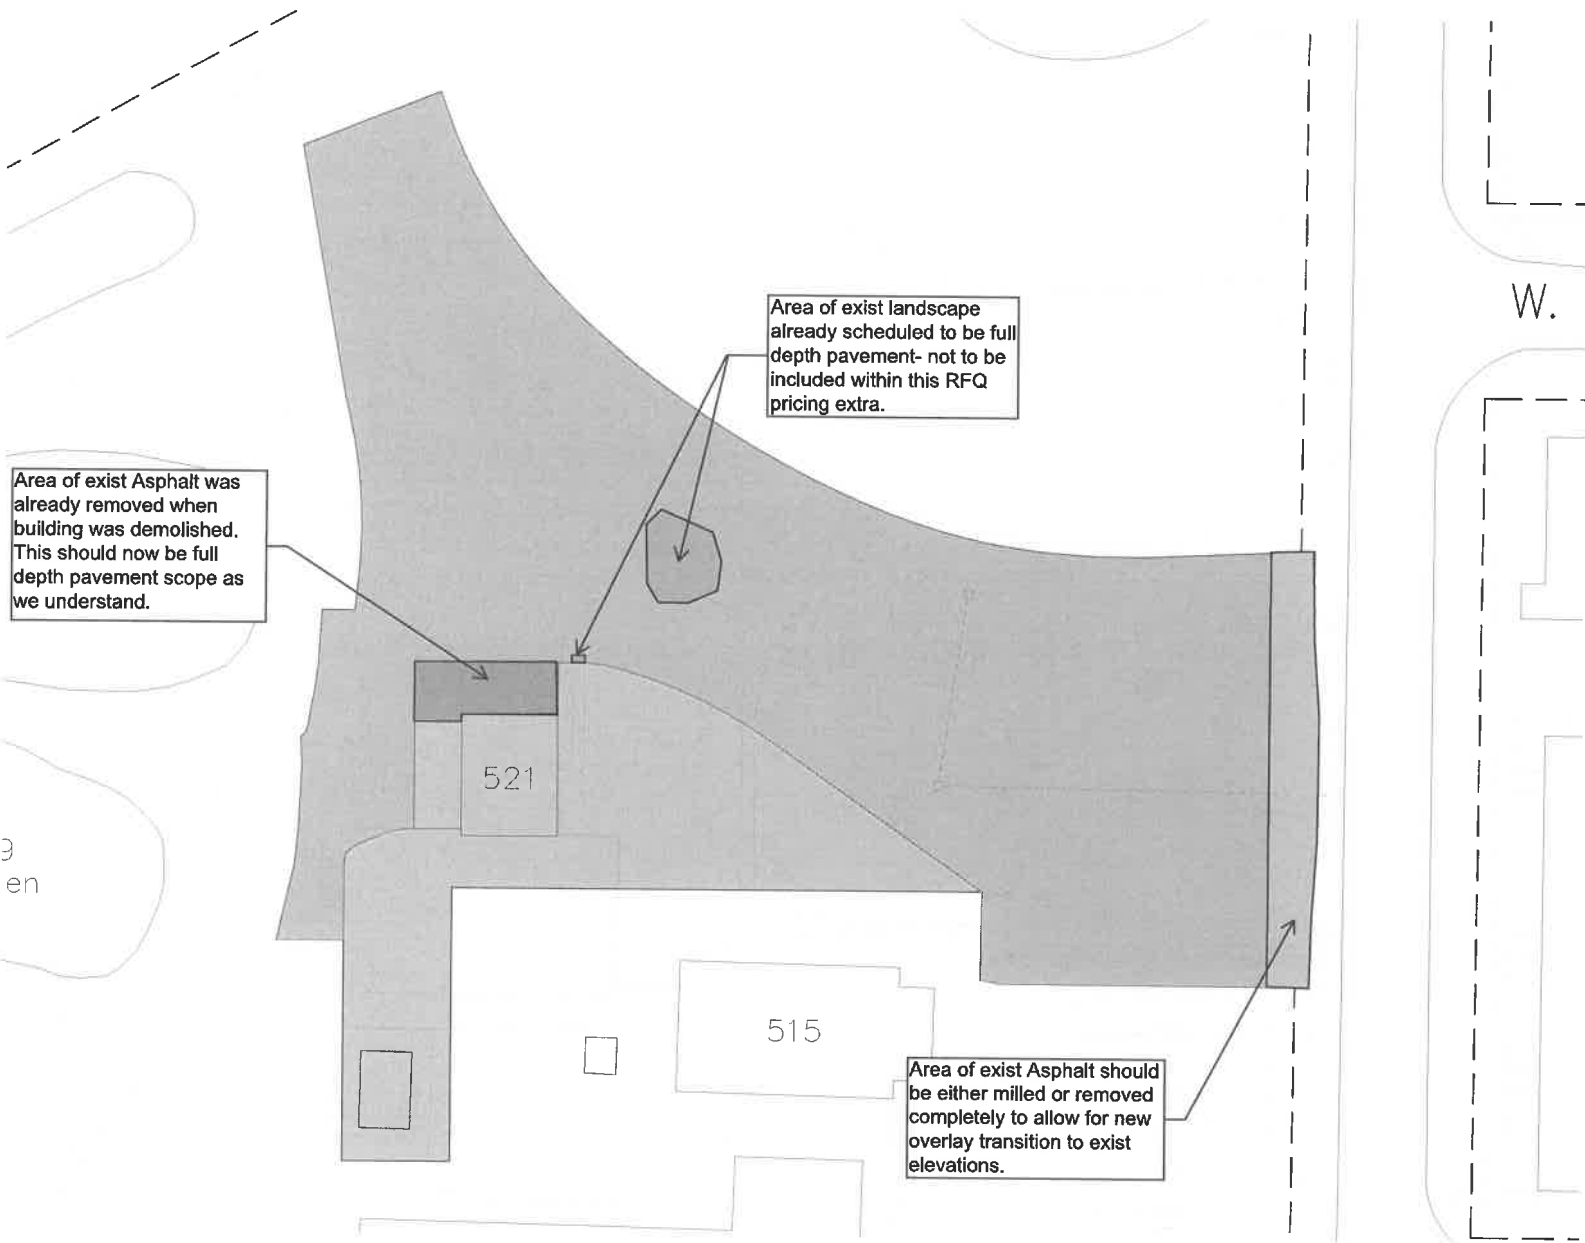 Area of exist landscape
already scheduled to be full
depth pavement- not to be
included within this RFQ
pricing extra.
W.
Area of exist Asphalt was
already removed when
building was demolished.
This should now be full
depth pavement scope as
we understand.
521
9
en
515
Area of exist Asphalt should
be either milled or removed
completely to allow for new
overlay transition to exist
elevations.